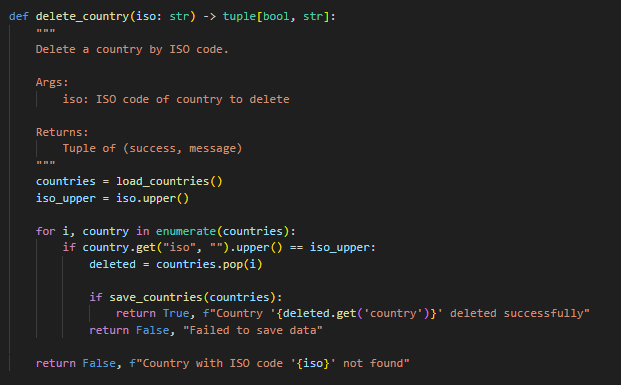 def delete_country(iso: str) -> tuple[bool, str]:
    """
    Delete a country by ISO code.

    Args:
        iso: ISO code of country to delete

    Returns:
        Tuple of (success, message)
    """
    countries = load_countries()
    iso_upper = iso.upper()

    for i, country in enumerate(countries):
        if country.get("iso", "").upper() == iso_upper:
            deleted = countries.pop(i)

            if save_countries(countries):
                return True, f"Country '{deleted.get('country')}' deleted successfully"
            return False, "Failed to save data"

    return False, f"Country with ISO code '{iso}' not found"